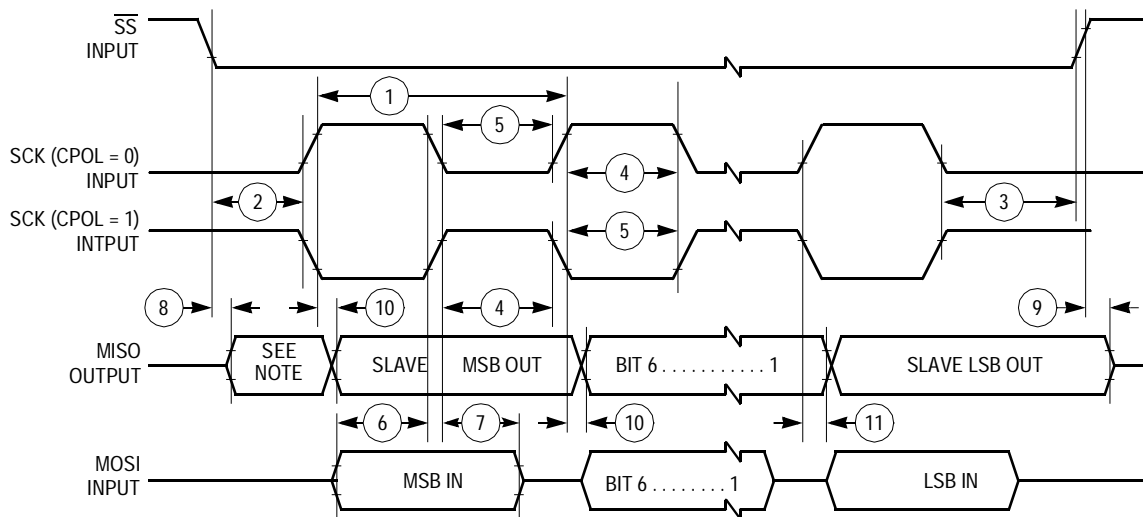 SS
INPUT
1
5
SCK (CPOL = 0)
INPUT
4
2
3
SCK (CPOL = 1)
INTPUT
5
8
10
4
9
MISO
OUTPUT
SEE
NOTE
SLAVE
MSB OUT
BIT 6 . . . . . . . . . . . 1
SLAVE LSB OUT
6
7
10
11
MOSI
INPUT
MSB IN
BIT 6 . . . . . . . . 1
LSB IN